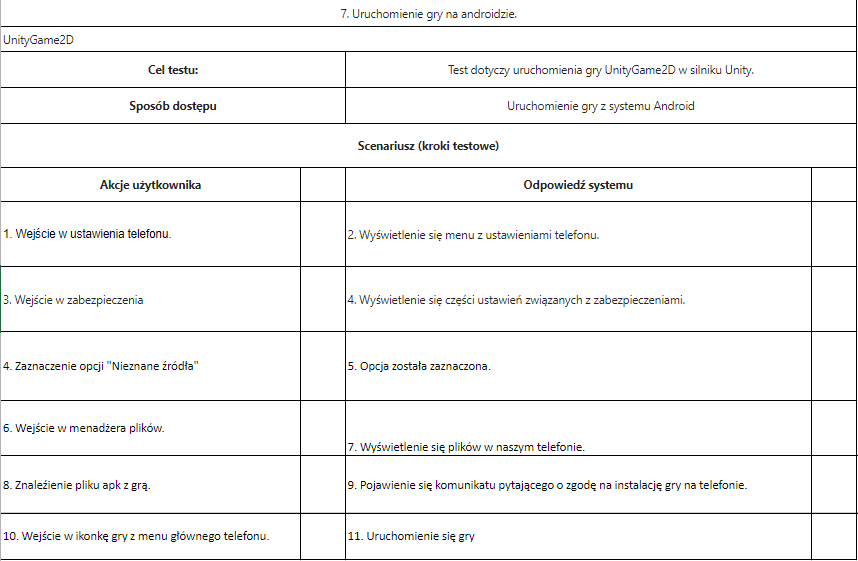 7. Uruchomienie gry na androidzie.
UnityGame2D
Cel testu:
Test dotyczy uruchomienia gry UnityGame2D w silniku Unity.
Sposób dostępu
Uruchomienie gry z systemu Android
Scenariusz (kroki testowe)
Akcje użytkownika
Odpowiedź systemu
1. Wejście w ustawienia telefonu.
2. Wyświetlenie się menu z ustawieniami telefonu.
3. Wejście w zabezpieczenia
4. Wyświetlenie się części ustawień związanych z zabezpieczeniami.
4. Zaznaczenie opcji "Nieznane źródła"
5. Opcja została zaznaczona.
6. Wejście w menadżera plików.
7. Wyświetlenie się plików w naszym telefonie.
8. Znaleźienie pliku apk z grą.
9. Pojawienie się komunikatu pytającego o zgodę na instalację gry na telefonie.
10. Wejście w ikonkę gry z menu głównego telefonu.
11. Uruchomienie się gry